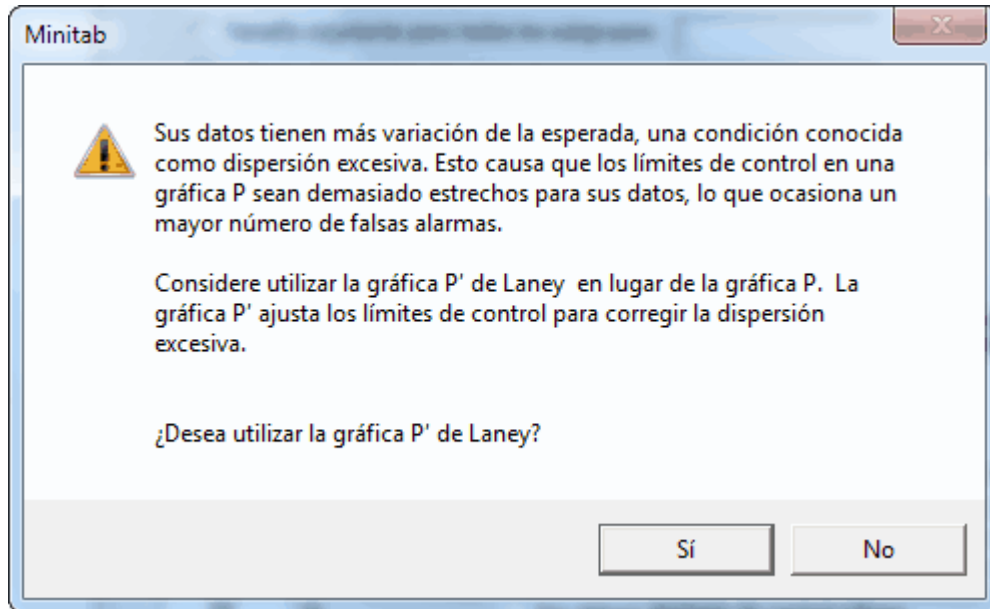 Minitab
Sus datos tienen más variación de la esperada, una condición conocida
como dispersión excesiva. Esto causa que los límites de control en una
gráfica P sean demasiado estrechos para sus datos, lo que ocasiona un
mayor número de falsas alarmas.
Considere utilizar la gráfica P' de Laney en lugar de la gráfica P. La
gráfica P' ajusta los límites de control para corregir la dispersión
excesiva.
¿Desea utilizar la gráfica P' de Laney?
Sí
No